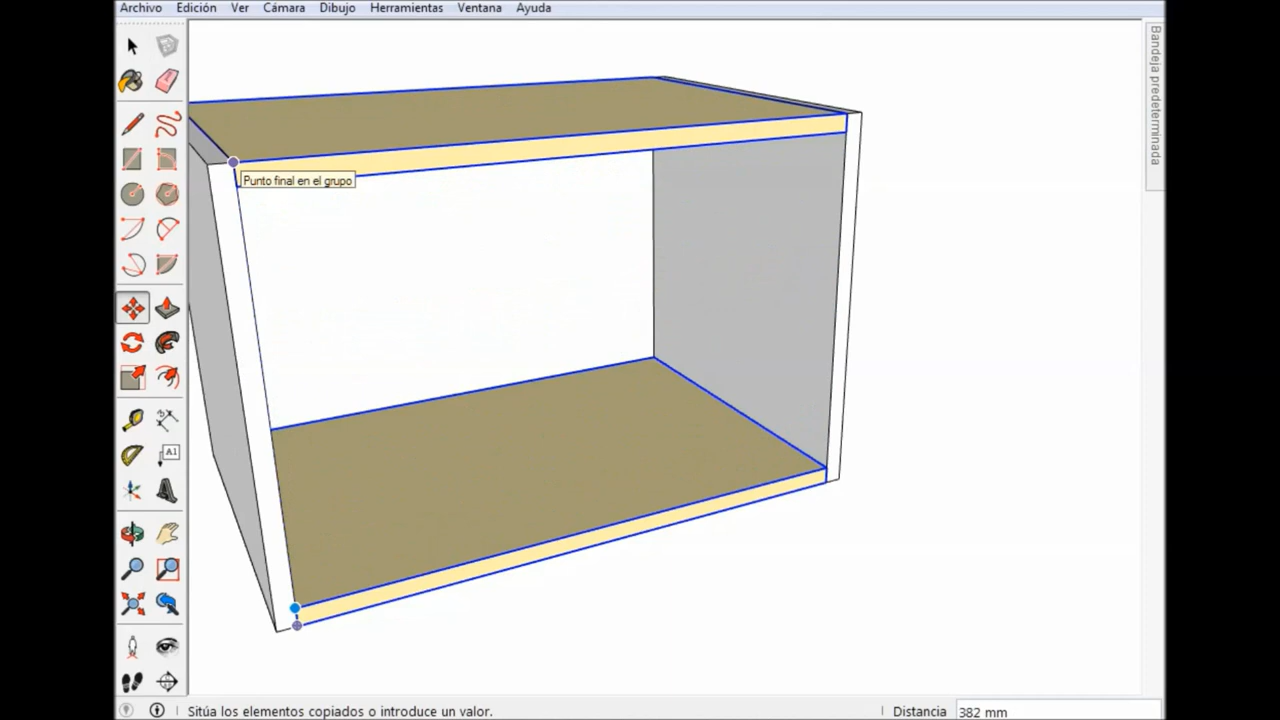 Archivo Edición Ver Cámara Dibujo Herramientas Ventana Ayuda
Bandeja predeterminada
Punto final en el grupo
A1
Sitúa los elementos copiados o introduce un valor. Distancia 382 mm